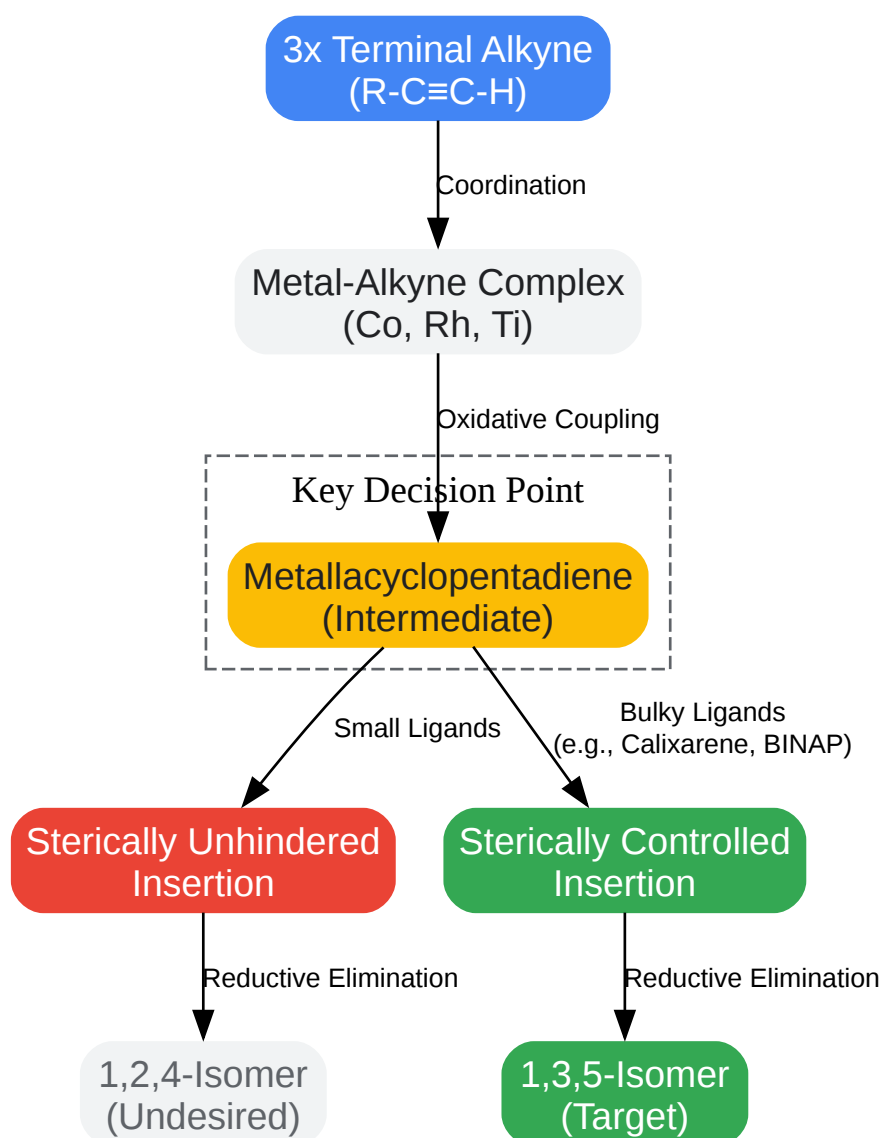 3x Terminal Alkyne
(R-C≡C-H)
Coordination
Metal-Alkyne Complex
(Co, Rh, Ti)
Oxidative Coupling
Key Decision Point
Metallacyclopentadiene
(Intermediate)
Small Ligands
Bulky Ligands
(e.g., Calixarene, BINAP)
Sterically Unhindered
Insertion
Sterically Controlled
Insertion
Reductive Elimination
Reductive Elimination
1,2,4-Isomer
(Undesired)
1,3,5-Isomer
(Target)